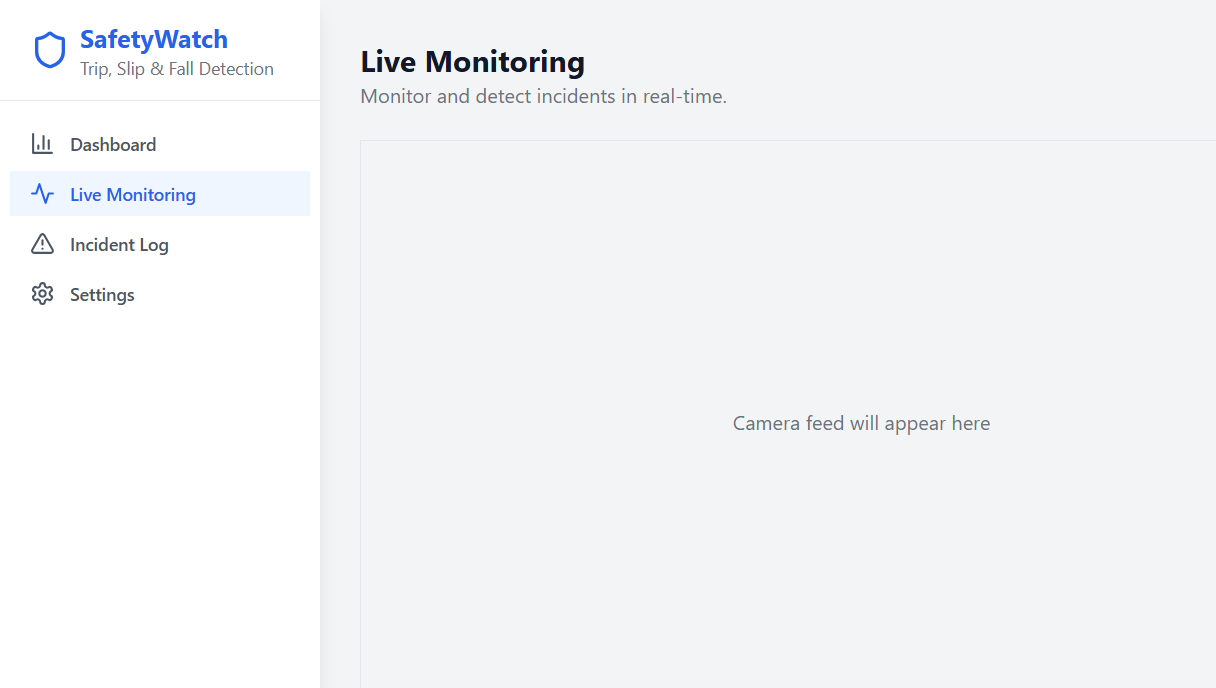 SafetyWatch
Trip, Slip & Fall Detection
Dashboard
Live Monitoring
Incident Log
Settings
Live Monitoring
Monitor and detect incidents in real-time.
Camera feed will appear here